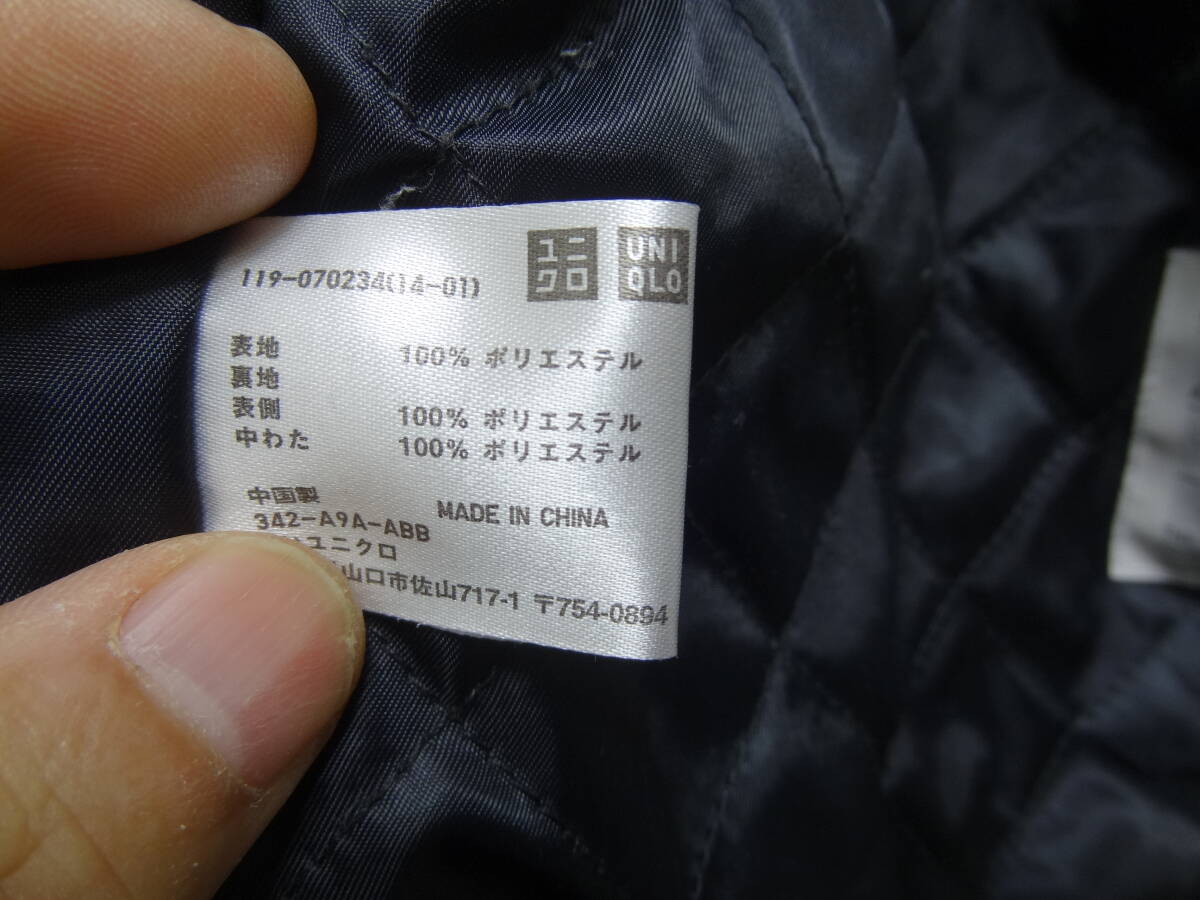 119-070234(14-01) ユニクロ UNIQLO
表地 100% ポリエステル
裏地
表側 100% ポリエステル
中わた 100% ポリエステル
中国製 MADE IN CHINA
342-A9A-ABB
ユニクロ
山口市佐山717-1 〒754-0894